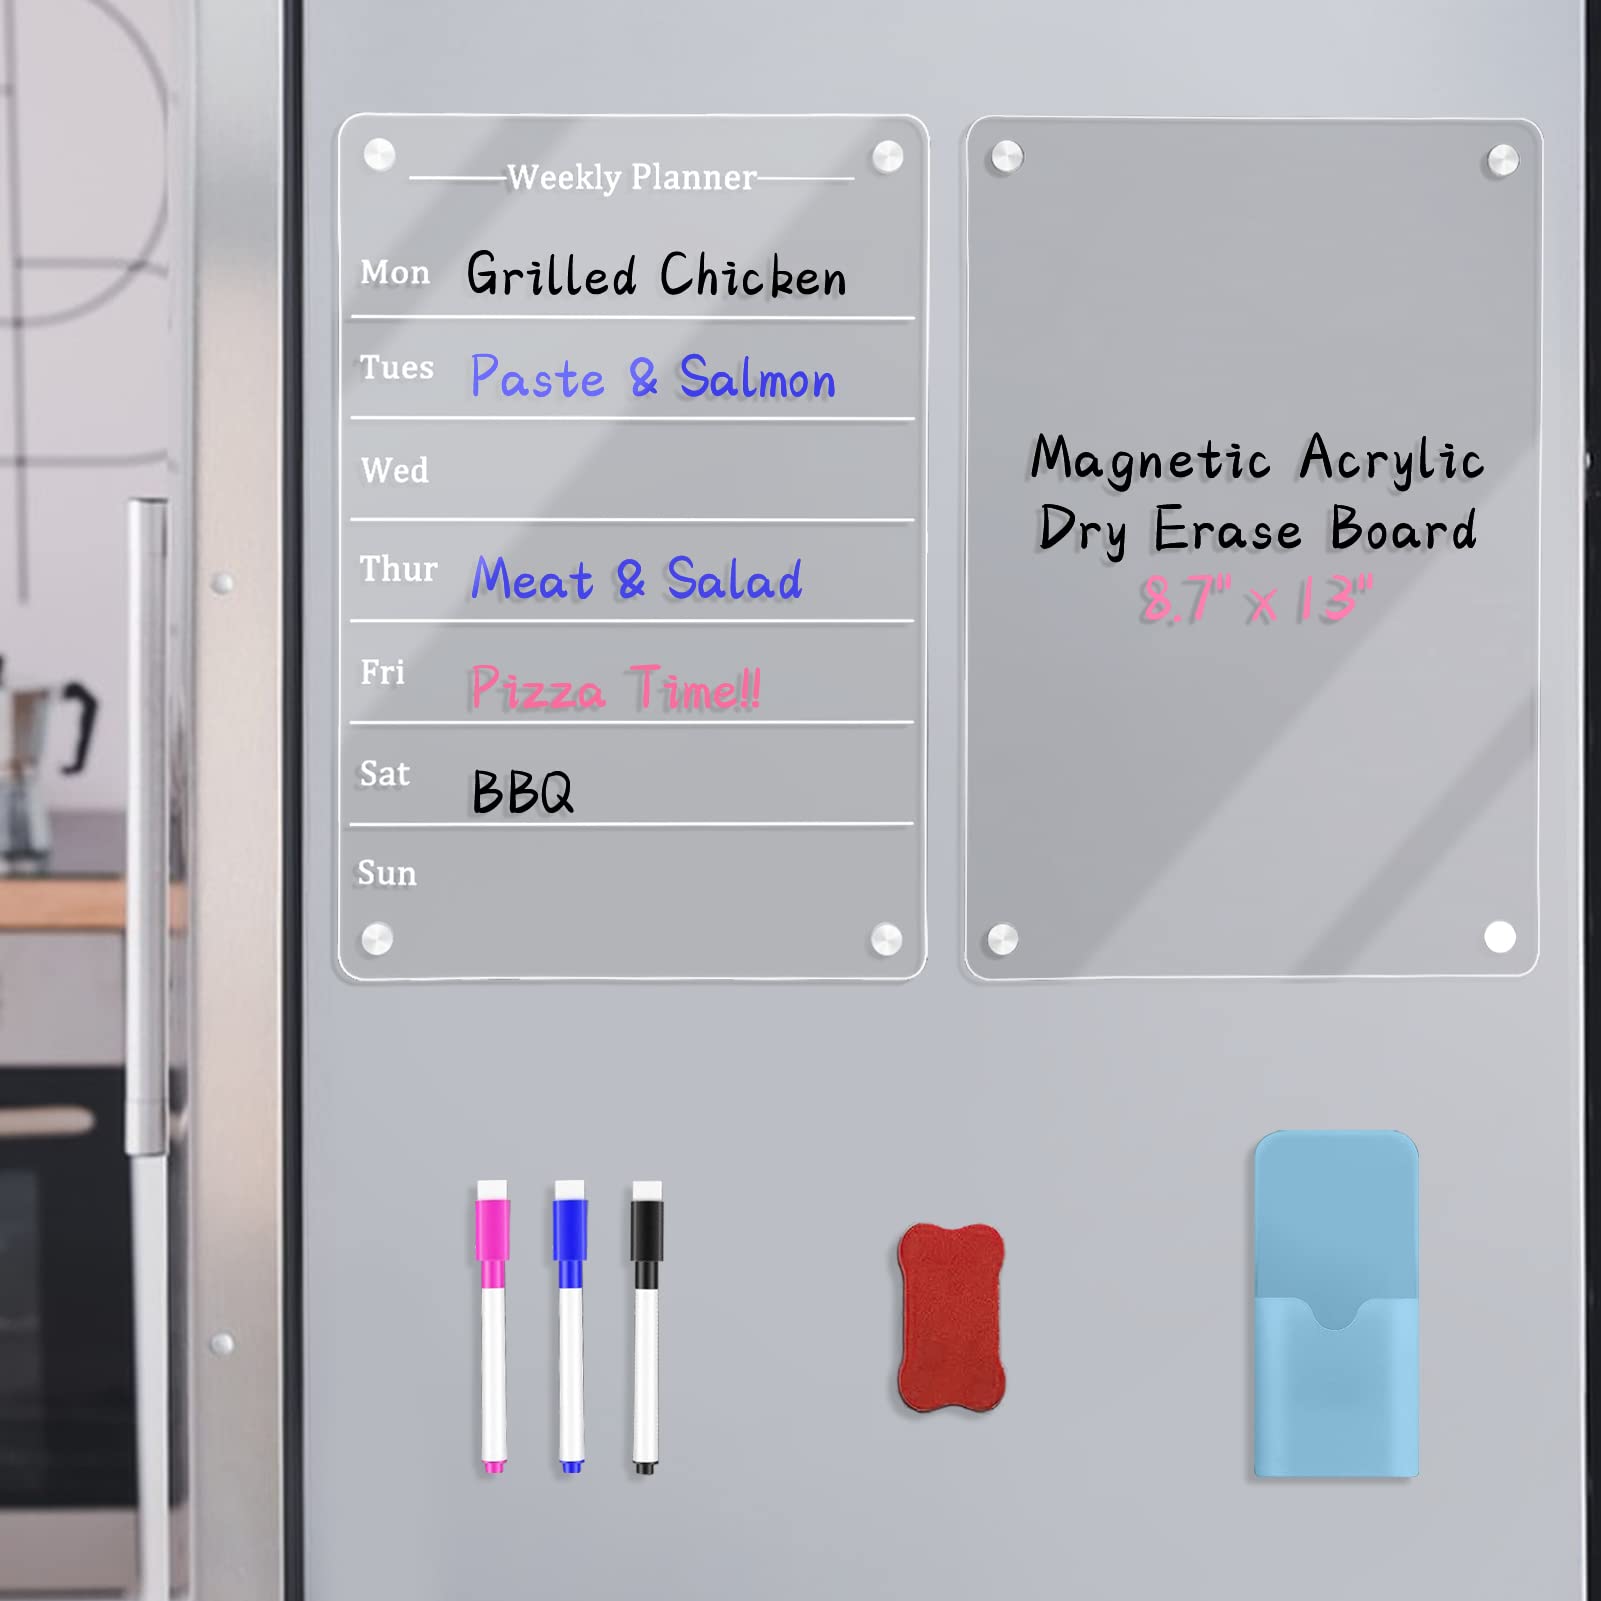 Weekly Planner
Mon Grilled Chicken
Tues Paste & Salmon
Wed
Thur Meat & Salad
Fri Pizza Time!!
Sat BBQ
Sun
Magnetic Acrylic
Dry Erase Board
8.7" x 13"